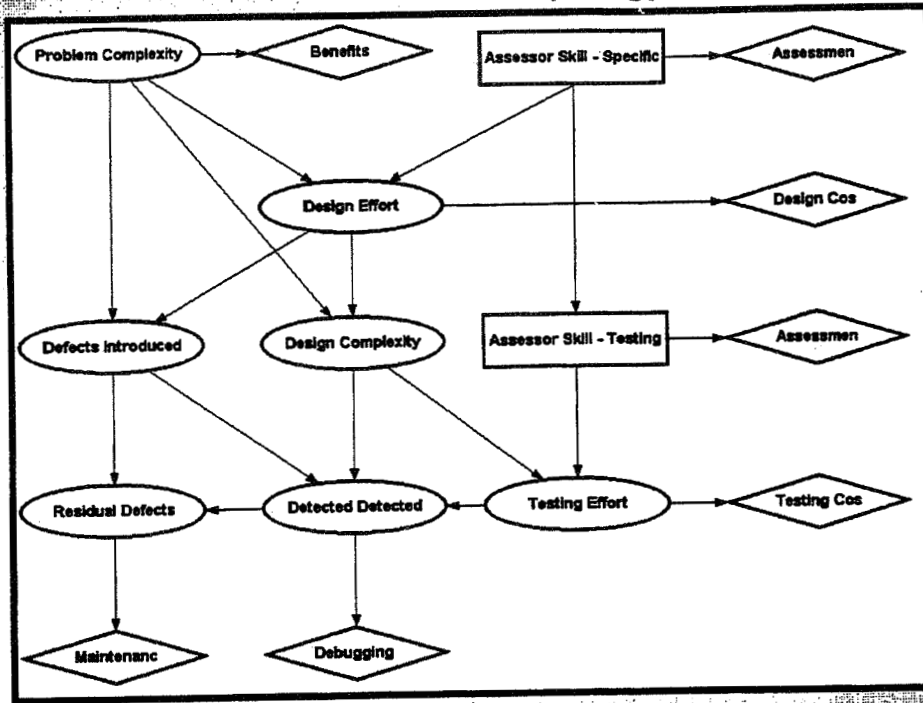 Problem Complexity
Benefits
Assessor Skill - Specific
Assessmen
Design Effort
Design Cos
Defects Introduced
Design Complexity
Assessor Skill - Testing
Assessmen
Residual Defects
Detected Detected
Testing Effort
Testing Cos
Maintenanc
Debugging